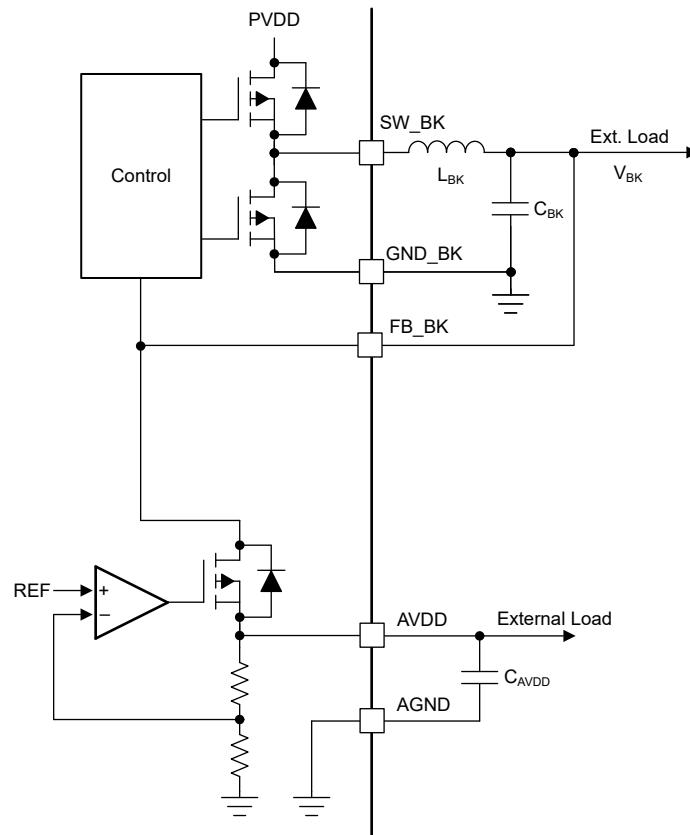 PVDD
Control
SW_BK
Ext. Load
L_BK
V_BK
C_BK
GND_BK
FB_BK
REF
+
−
AVDD
External Load
C_AVDD
AGND